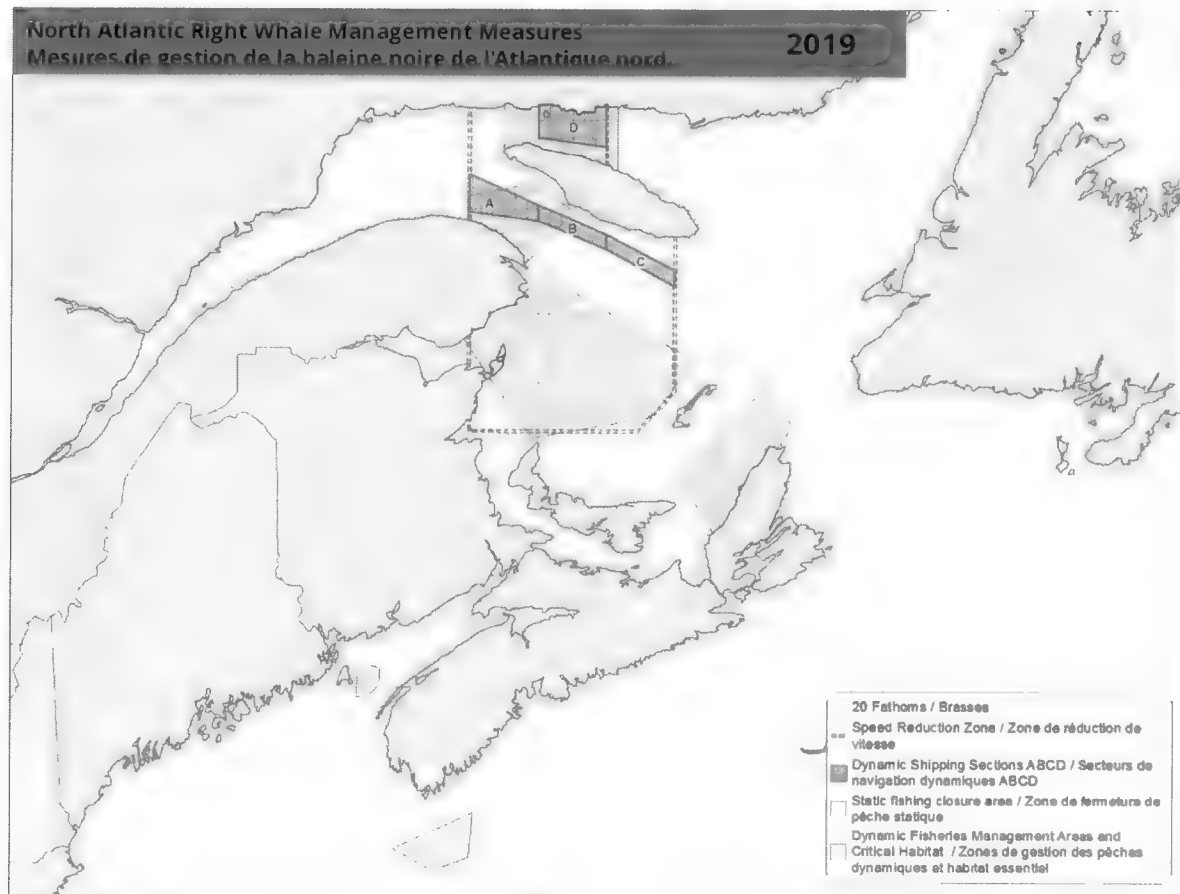 North Atlantic Right Whale Management Measures
Mesures de gestion de la baleine noire de l'Atlantique nord
2019
D
A
B
C
20 Fathoms / Brasses
Speed Reduction Zone / Zone de réduction de
vitesse
Dynamic Shipping Sections ABCD / Secteurs de
navigation dynamiques ABCD
Static fishing closure area / Zone de fermeture de
pêche statique
Dynamic Fisheries Management Areas and
Critical Habitat / Zones de gestion des pêches
dynamiques et habitat essentiel